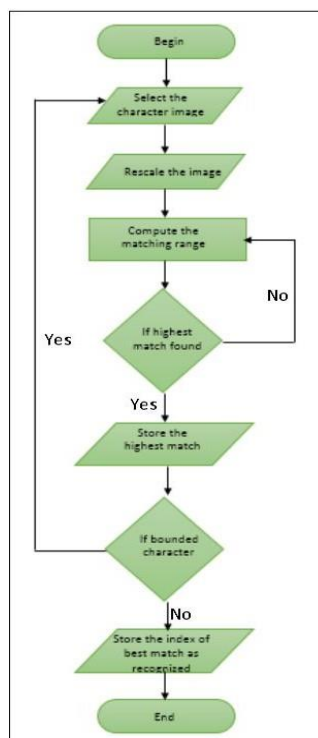 Begin
Select the
character image
Rescale the image
Compute the
matching range
No
If highest
match found
Yes
Yes
Store the
highest match
If bounded
character
No
Store the index of
best match as
recognized
End